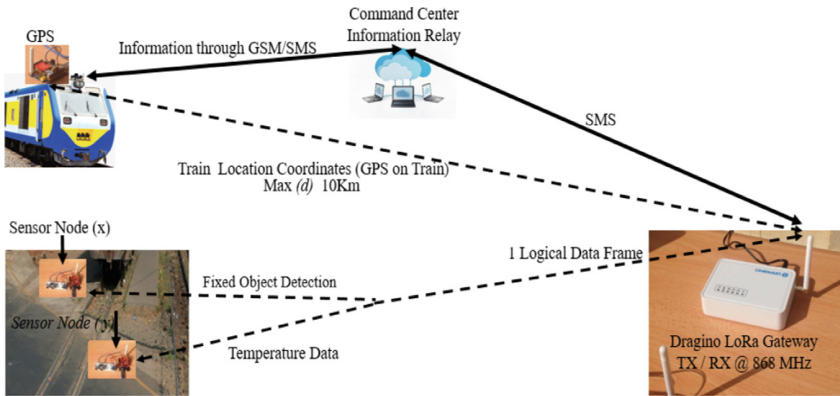 Command Center
Information Relay
GPS
Information through GSM/SMS
SMS
Train Location Coordinates (GPS on Train)
Max (d) 10Km
Sensor Node (x)
1 Logical Data Frame
Fixed Object Detection
Sensor Node (y)
Temperature Data
Dragino LoRa Gateway
TX / RX @ 868 MHz